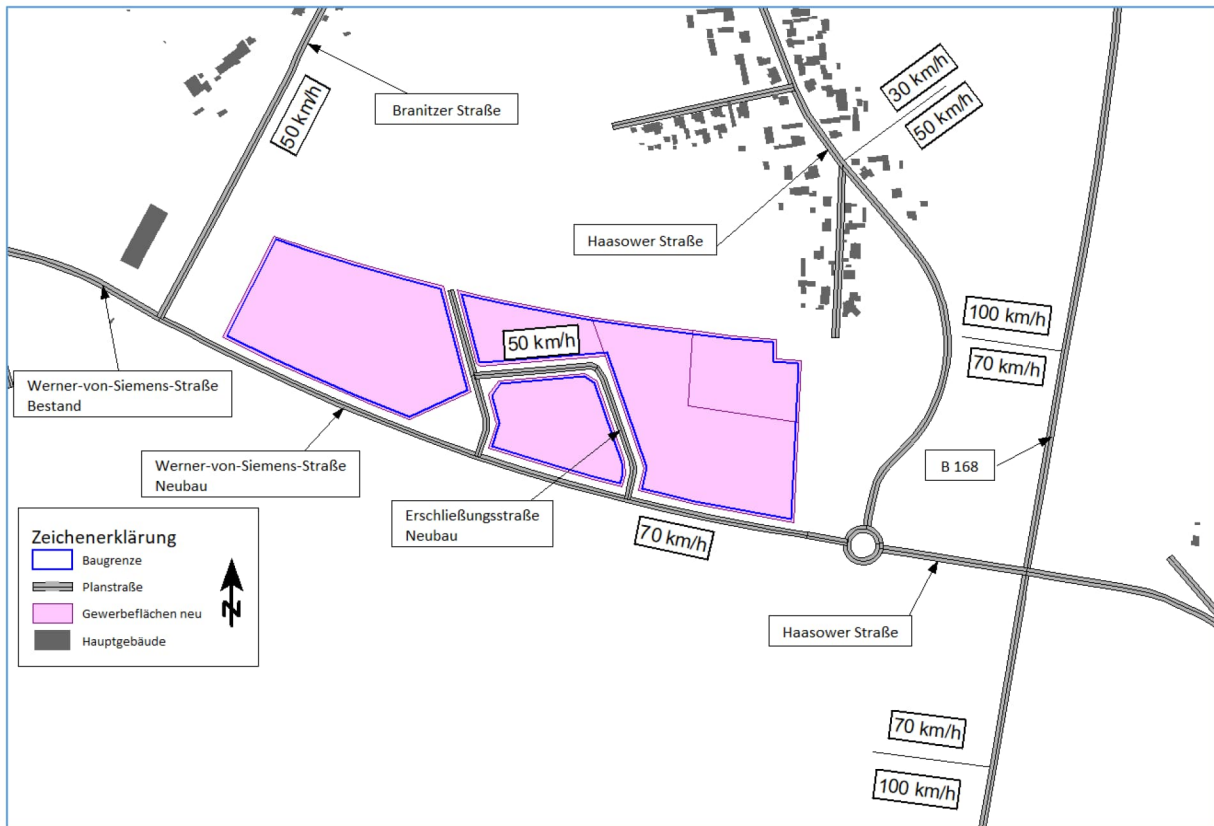 Branitzer Straße
50 km/h
30 km/h
50 km/h
Haasower Straße
100 km/h
70 km/h
50 km/h
Werner-von-Siemens-Straße
Bestand
Werner-von-Siemens-Straße
Neubau
B 168
Erschließungsstraße
Neubau
70 km/h
Zeichenerklärung
Baugrenze
Planstraße
Gewerbeflächen neu
Hauptgebäude
N
Haasower Straße
70 km/h
100 km/h